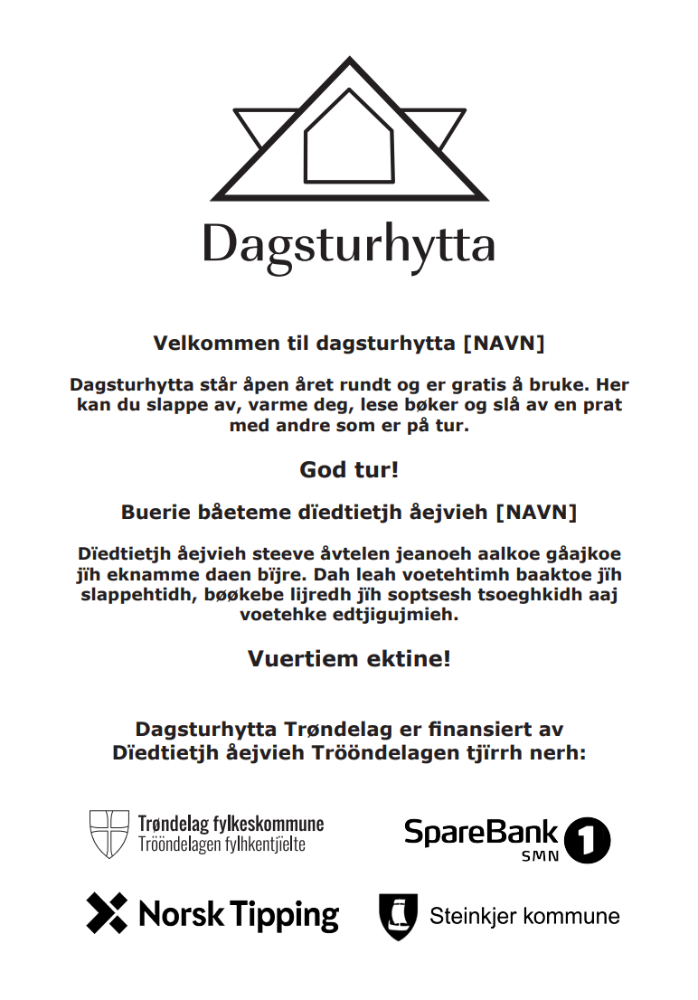 Dagsturhytta
Velkommen til dagsturhytta [NAVN]
Dagsturhytta står åpen året rundt og er gratis å bruke. Her
kan du slappe av, varme deg, lese bøker og slå av en prat
med andre som er på tur.
God tur!
Buerie båeteme dïedtietjh åejvieh [NAVN]
Dïedtietjh åejvieh steeve åvtelen jeanoeh aalkoe gåajkoe
jïh eknamme daen bïjre. Dah leah voetehtimh baaktoe jïh
slappehtidh, bøøkebe lijredh jïh soptsesh tsoeghkidh aaj
voetehke edtjigujmieh.
Vuertiem ektine!
Dagsturhytta Trøndelag er finansiert av
Dïedtietjh åejvieh Trööndelagen tjïrrh nerh:
Trøndelag fylkeskommune
Trööndelagen fylhkentjïelte
SpareBank 1
SMN
Norsk Tipping
Steinkjer kommune